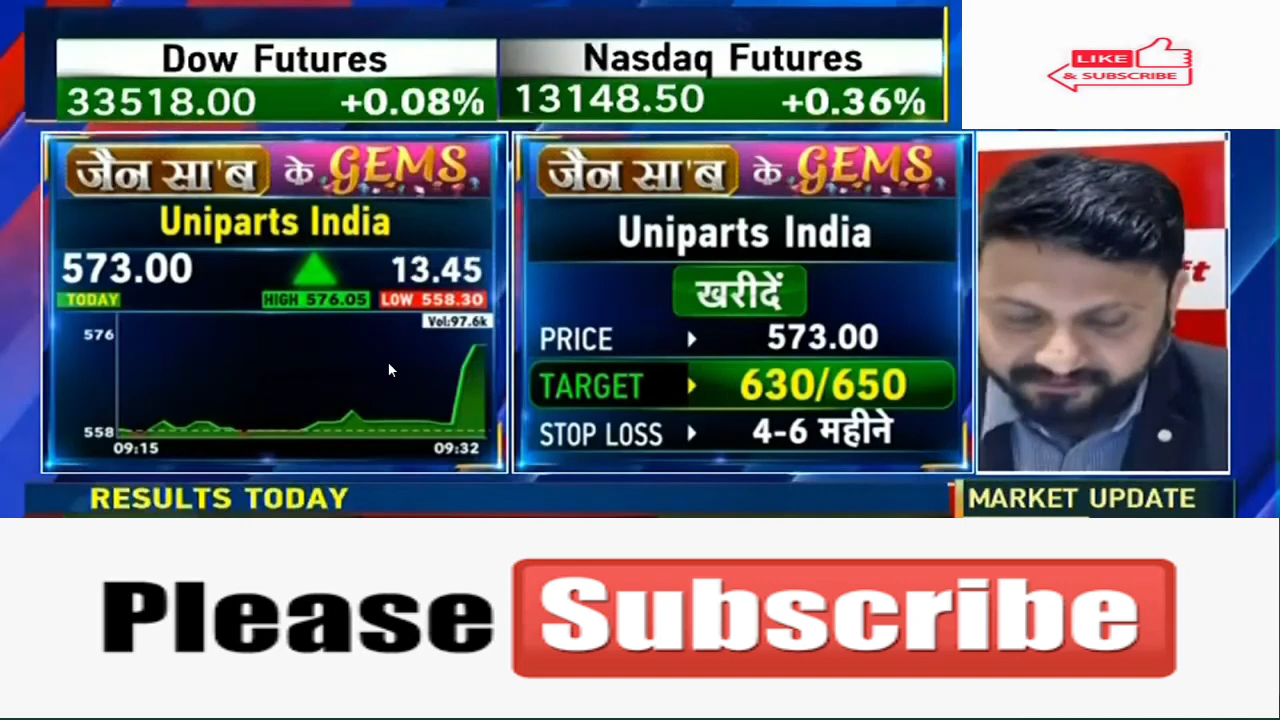 Dow Futures
33518.00 +0.08%
Nasdaq Futures
13148.50 +0.36%
LIKE
& SUBSCRIBE
जैन सा'ब के GEMS
Uniparts India
573.00 13.45
TODAY HIGH 576.05 LOW 558.30
Vol:97.6k
576
558
09:15 09:32
जैन सा'ब के GEMS
Uniparts India
खरीदें
PRICE 573.00
TARGET 630/650
STOP LOSS 4-6 महीने
RESULTS TODAY
MARKET UPDATE
Please Subscribe